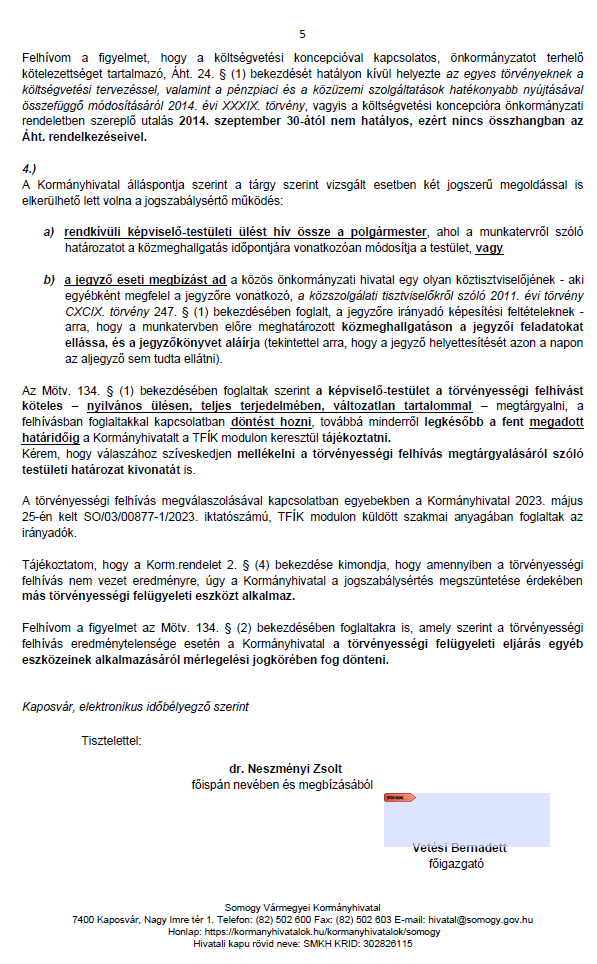 5
Felhívom a figyelmet, hogy a költségvetési koncepcióval kapcsolatos, önkormányzatot terhelő
kötelezettséget tartalmazó, Áht. 24. § (1) bekezdését hatályon kívül helyezte az egyes törvényeknek a
költségvetési tervezéssel, valamint a pénzpiaci és a közüzemi szolgáltatások hatékonyabb nyújtásával
összefüggő módosításáról 2014. évi XXXIX. törvény, vagyis a költségvetési koncepcióra önkormányzati
rendeletben szereplő utalás 2014. szeptember 30-ától nem hatályos, ezért nincs összhangban az
Áht. rendelkezéseivel.
4.)
A Kormányhivatal álláspontja szerint a tárgy szerint vizsgált esetben két jogszerű megoldással is
elkerülhető lett volna a jogszabálysértő működés:
a) rendkívüli képviselő-testületi ülést hív össze a polgármester, ahol a munkatervről szóló
határozatot a közmeghallgatás időpontjára vonatkozóan módosítja a testület, vagy
b) a jegyző eseti megbízást ad a közös önkormányzati hivatal egy olyan köztisztviselőjének - aki
egyébként megfelel a jegyzőre vonatkozó, a közszolgálati tisztviselőkről szóló 2011. évi törvény
CXCIX. törvény 247. § (1) bekezdésében foglalt, a jegyzőre irányadó képesítési feltételeknek -
arra, hogy a munkatervben előre meghatározott közmeghallgatáson a jegyzői feladatokat
ellássa, és a jegyzőkönyvet aláírja (tekintettel arra, hogy a jegyző helyettesítését azon a napon
az aljegyző sem tudta ellátni).
Az Mötv. 134. § (1) bekezdésében foglaltak szerint a képviselő-testület a törvényességi felhívást
köteles – nyilvános ülésen, teljes terjedelmében, változatlan tartalommal – megtárgyalni, a
felhívásban foglaltakkal kapcsolatban döntést hozni, továbbá minderről legkésőbb a fent megadott
határidőig a Kormányhivatalt a TFÍK modulon keresztül tájékoztatni.
Kérem, hogy válaszához szíveskedjen mellékelni a törvényességi felhívás megtárgyalásáról szóló
testületi határozat kivonatát is.
A törvényességi felhívás megválaszolásával kapcsolatban egyebekben a Kormányhivatal 2023. május
25-én kelt SO/03/00877-1/2023. iktatószámú, TFÍK modulon küldött szakmai anyagában foglaltak az
irányadók.
Tájékoztatom, hogy a Korm.rendelet 2. § (4) bekezdése kimondja, hogy amennyiben a törvényességi
felhívás nem vezet eredményre, úgy a Kormányhivatal a jogszabálysértés megszüntetése érdekében
más törvényességi felügyeleti eszközt alkalmaz.
Felhívom a figyelmet az Mötv. 134. § (2) bekezdésében foglaltakra is, amely szerint a törvényességi
felhívás eredménytelensége esetén a Kormányhivatal a törvényességi felügyeleti eljárás egyéb
eszközeinek alkalmazásáról mérlegelési jogkörében fog dönteni.
Kaposvár, elektronikus időbélyegző szerint
Tisztelettel:
dr. Neszményi Zsolt
főispán nevében és megbízásából
Vetési Bernadett
főigazgató
Somogy Vármegyei Kormányhivatal
7400 Kaposvár, Nagy Imre tér 1. Telefon: (82) 502 600 Fax: (82) 502 603 E-mail: hivatal@somogy.gov.hu
Honlap: https://kormanyhivatalok.hu/kormanyhivatalok/somogy
Hivatali kapu rövid neve: SMKH KRID: 302826115